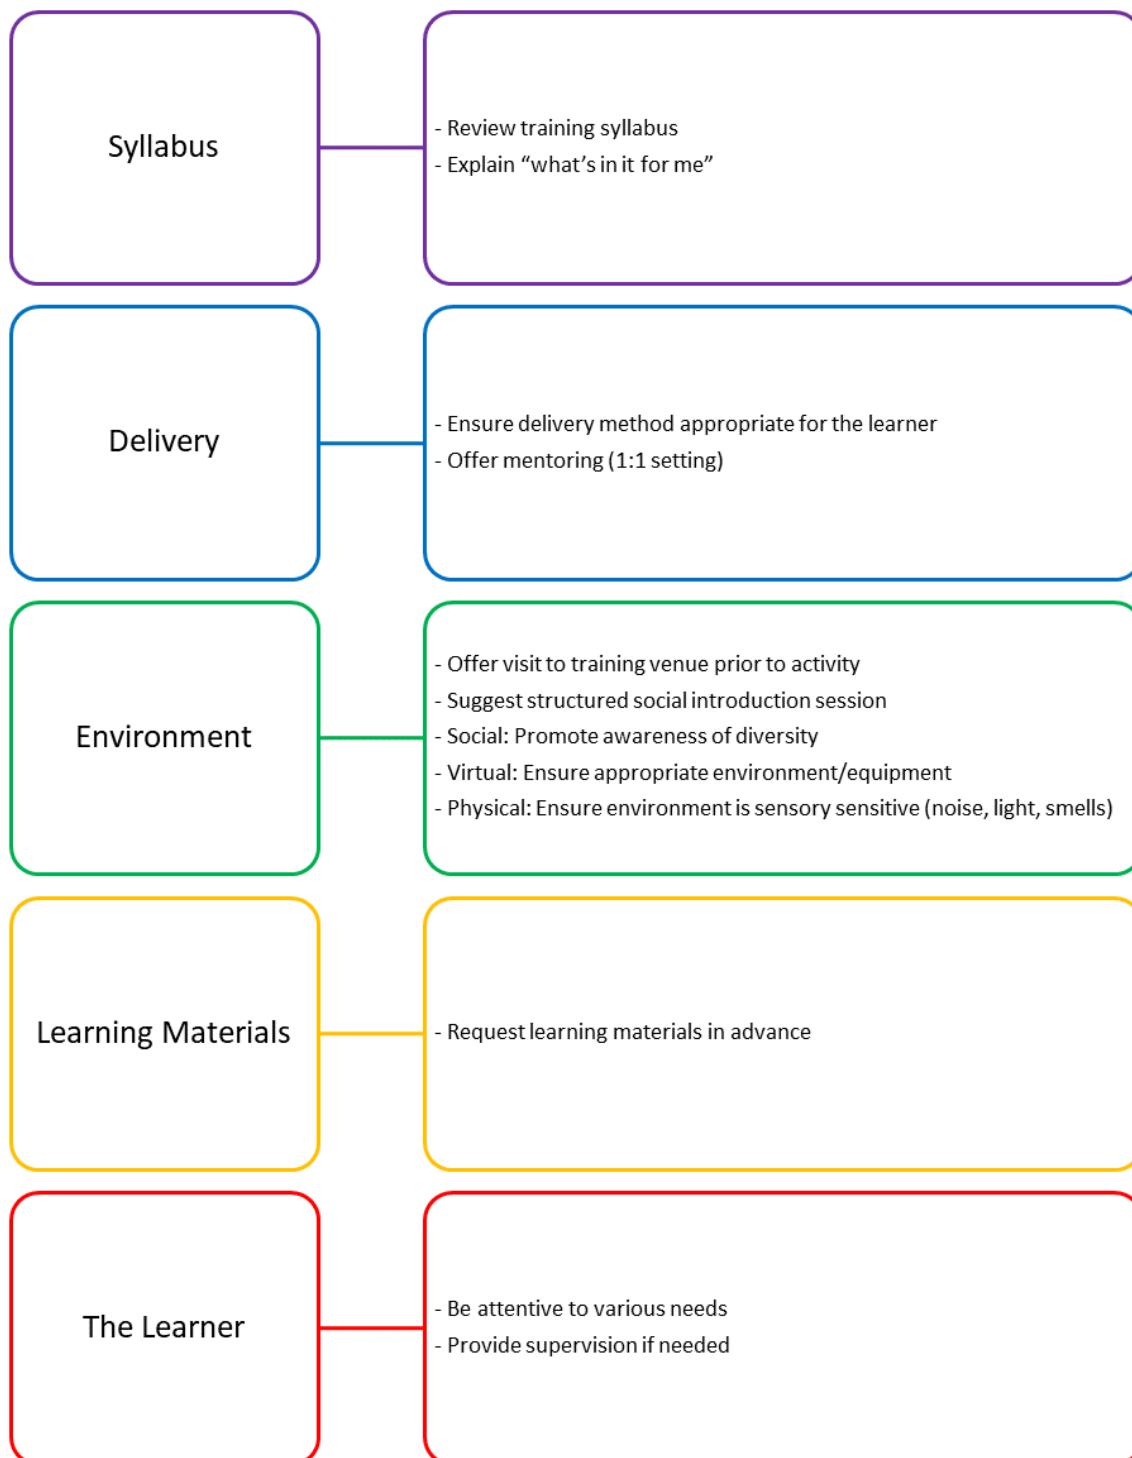 Syllabus
- Review training syllabus
- Explain “what’s in it for me”
Delivery
- Ensure delivery method appropriate for the learner
- Offer mentoring (1:1 setting)
Environment
- Offer visit to training venue prior to activity
- Suggest structured social introduction session
- Social: Promote awareness of diversity
- Virtual: Ensure appropriate environment/equipment
- Physical: Ensure environment is sensory sensitive (noise, light, smells)
Learning Materials
- Request learning materials in advance
The Learner
- Be attentive to various needs
- Provide supervision if needed